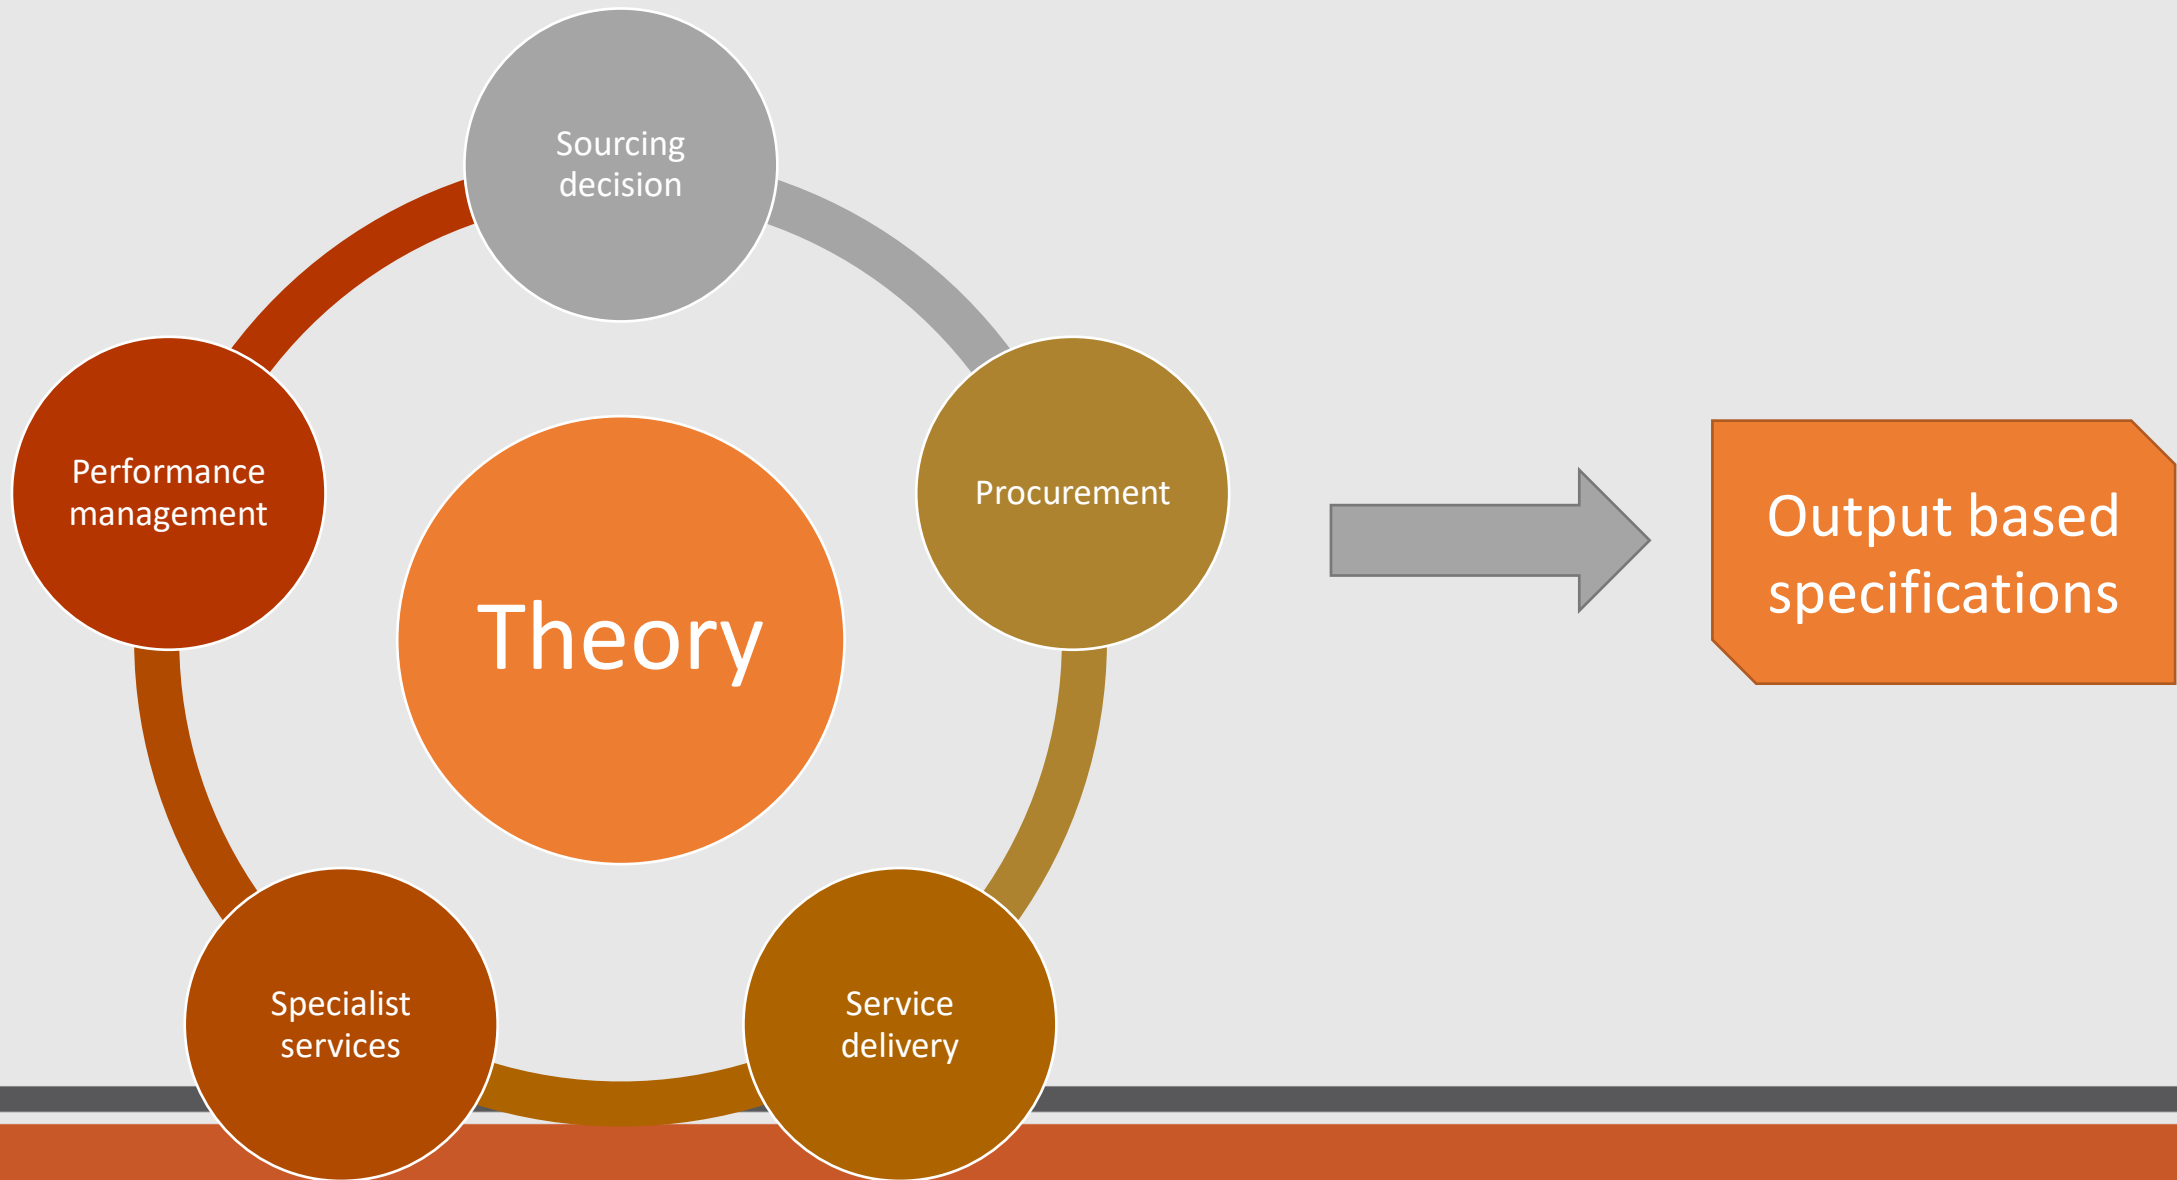 Sourcing
decision
Procurement
Service
delivery
Specialist
services
Performance
management
Theory
Output based
specifications